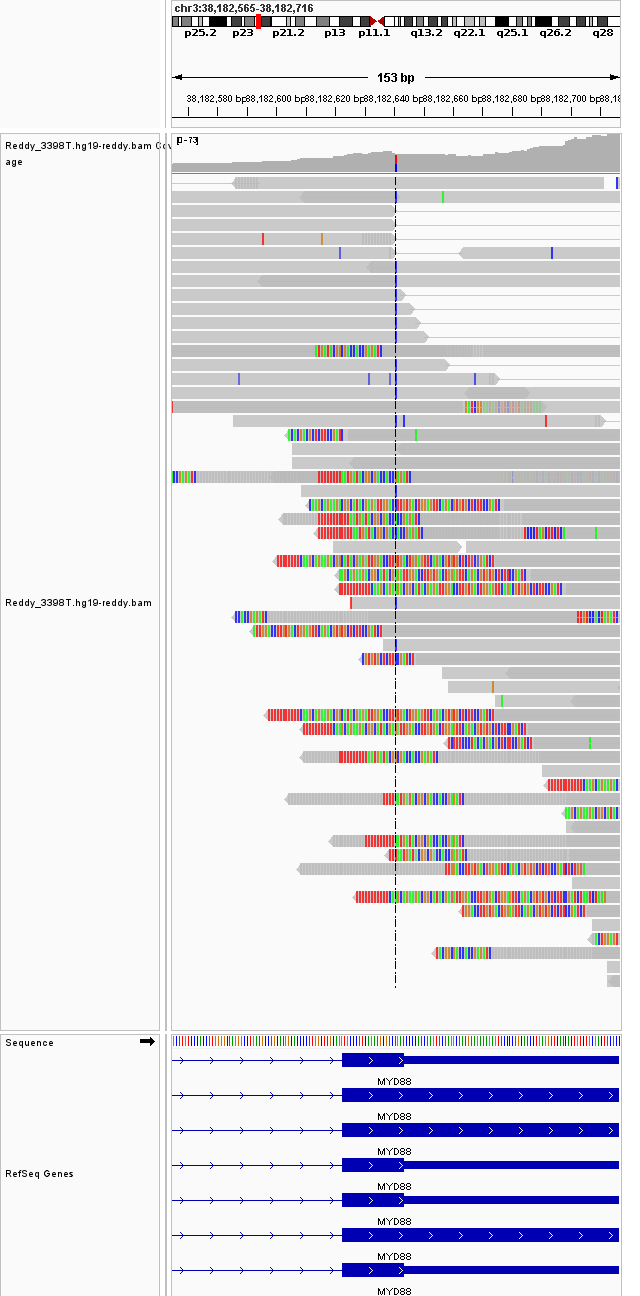 chr3:38,182,565-38,182,716
p25.2 p23 p21.2 p13 p11.1 q13.2 q22.1 q25.1 q26.2 q28
153 bp
38,182,580 bp 38,182,600 bp 38,182,620 bp 38,182,640 bp 38,182,660 bp 38,182,680 bp 38,182,700 bp
Reddy_3398T.hg19-reddy.bam Cov
age
[0-73]
Reddy_3398T.hg19-reddy.bam
Sequence
MYD88
MYD88
MYD88
RefSeq Genes
MYD88
MYD88
MYD88
MYD88